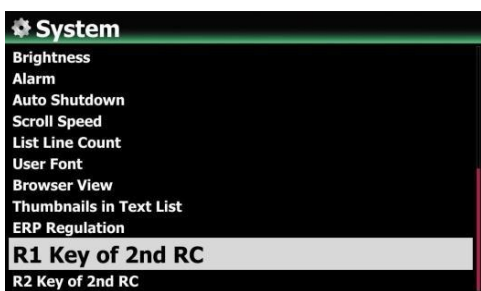 System
Brightness
Alarm
Auto Shutdown
Scroll Speed
List Line Count
User Font
Browser View
Thumbnails in Text List
ERP Regulation
R1 Key of 2nd RC
R2 Key of 2nd RC